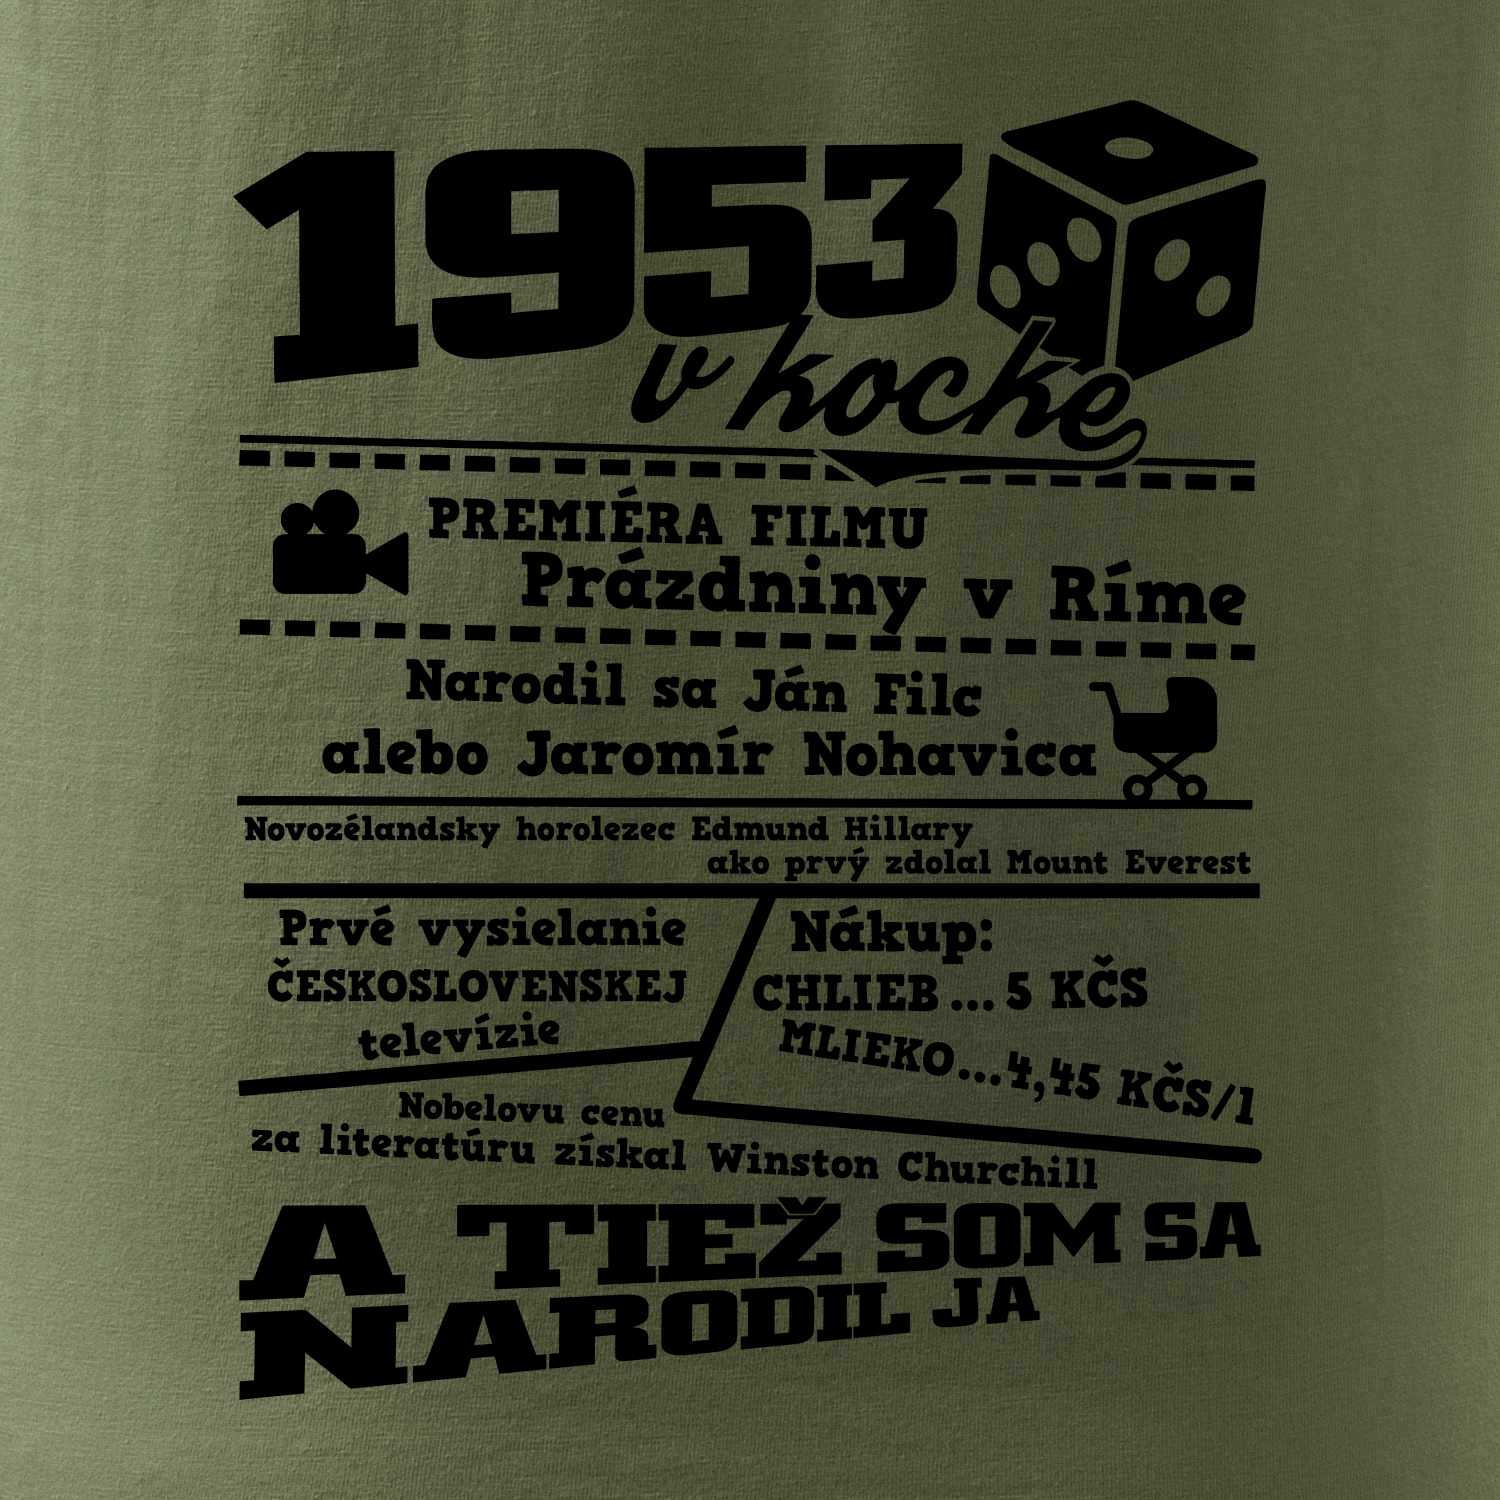 1953
v kocke
PREMIÉRA FILMU
Prázdniny v Ríme
Narodil sa Ján Filc
alebo Jaromír Nohavica
Novozélandsky horolezec Edmund Hillary
ako prvý zdolal Mount Everest
Prvé vysielanie
ČESKOSLOVENSKEJ
televízie
Nákup:
CHLIEB...5 KČS
MLIEKO...4,45 KČS/l
Nobelovu cenu
za literatúru získal Winston Churchill
A TIEŽ SOM SA
NARODIL JA